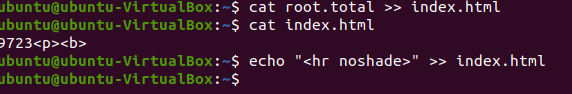 ubuntu@ubuntu-VirtualBox:~$ cat root.total >> index.html
ubuntu@ubuntu-VirtualBox:~$ cat index.html
9723<p><b>
ubuntu@ubuntu-VirtualBox:~$ echo "<hr noshade>" >> index.html
ubuntu@ubuntu-VirtualBox:~$